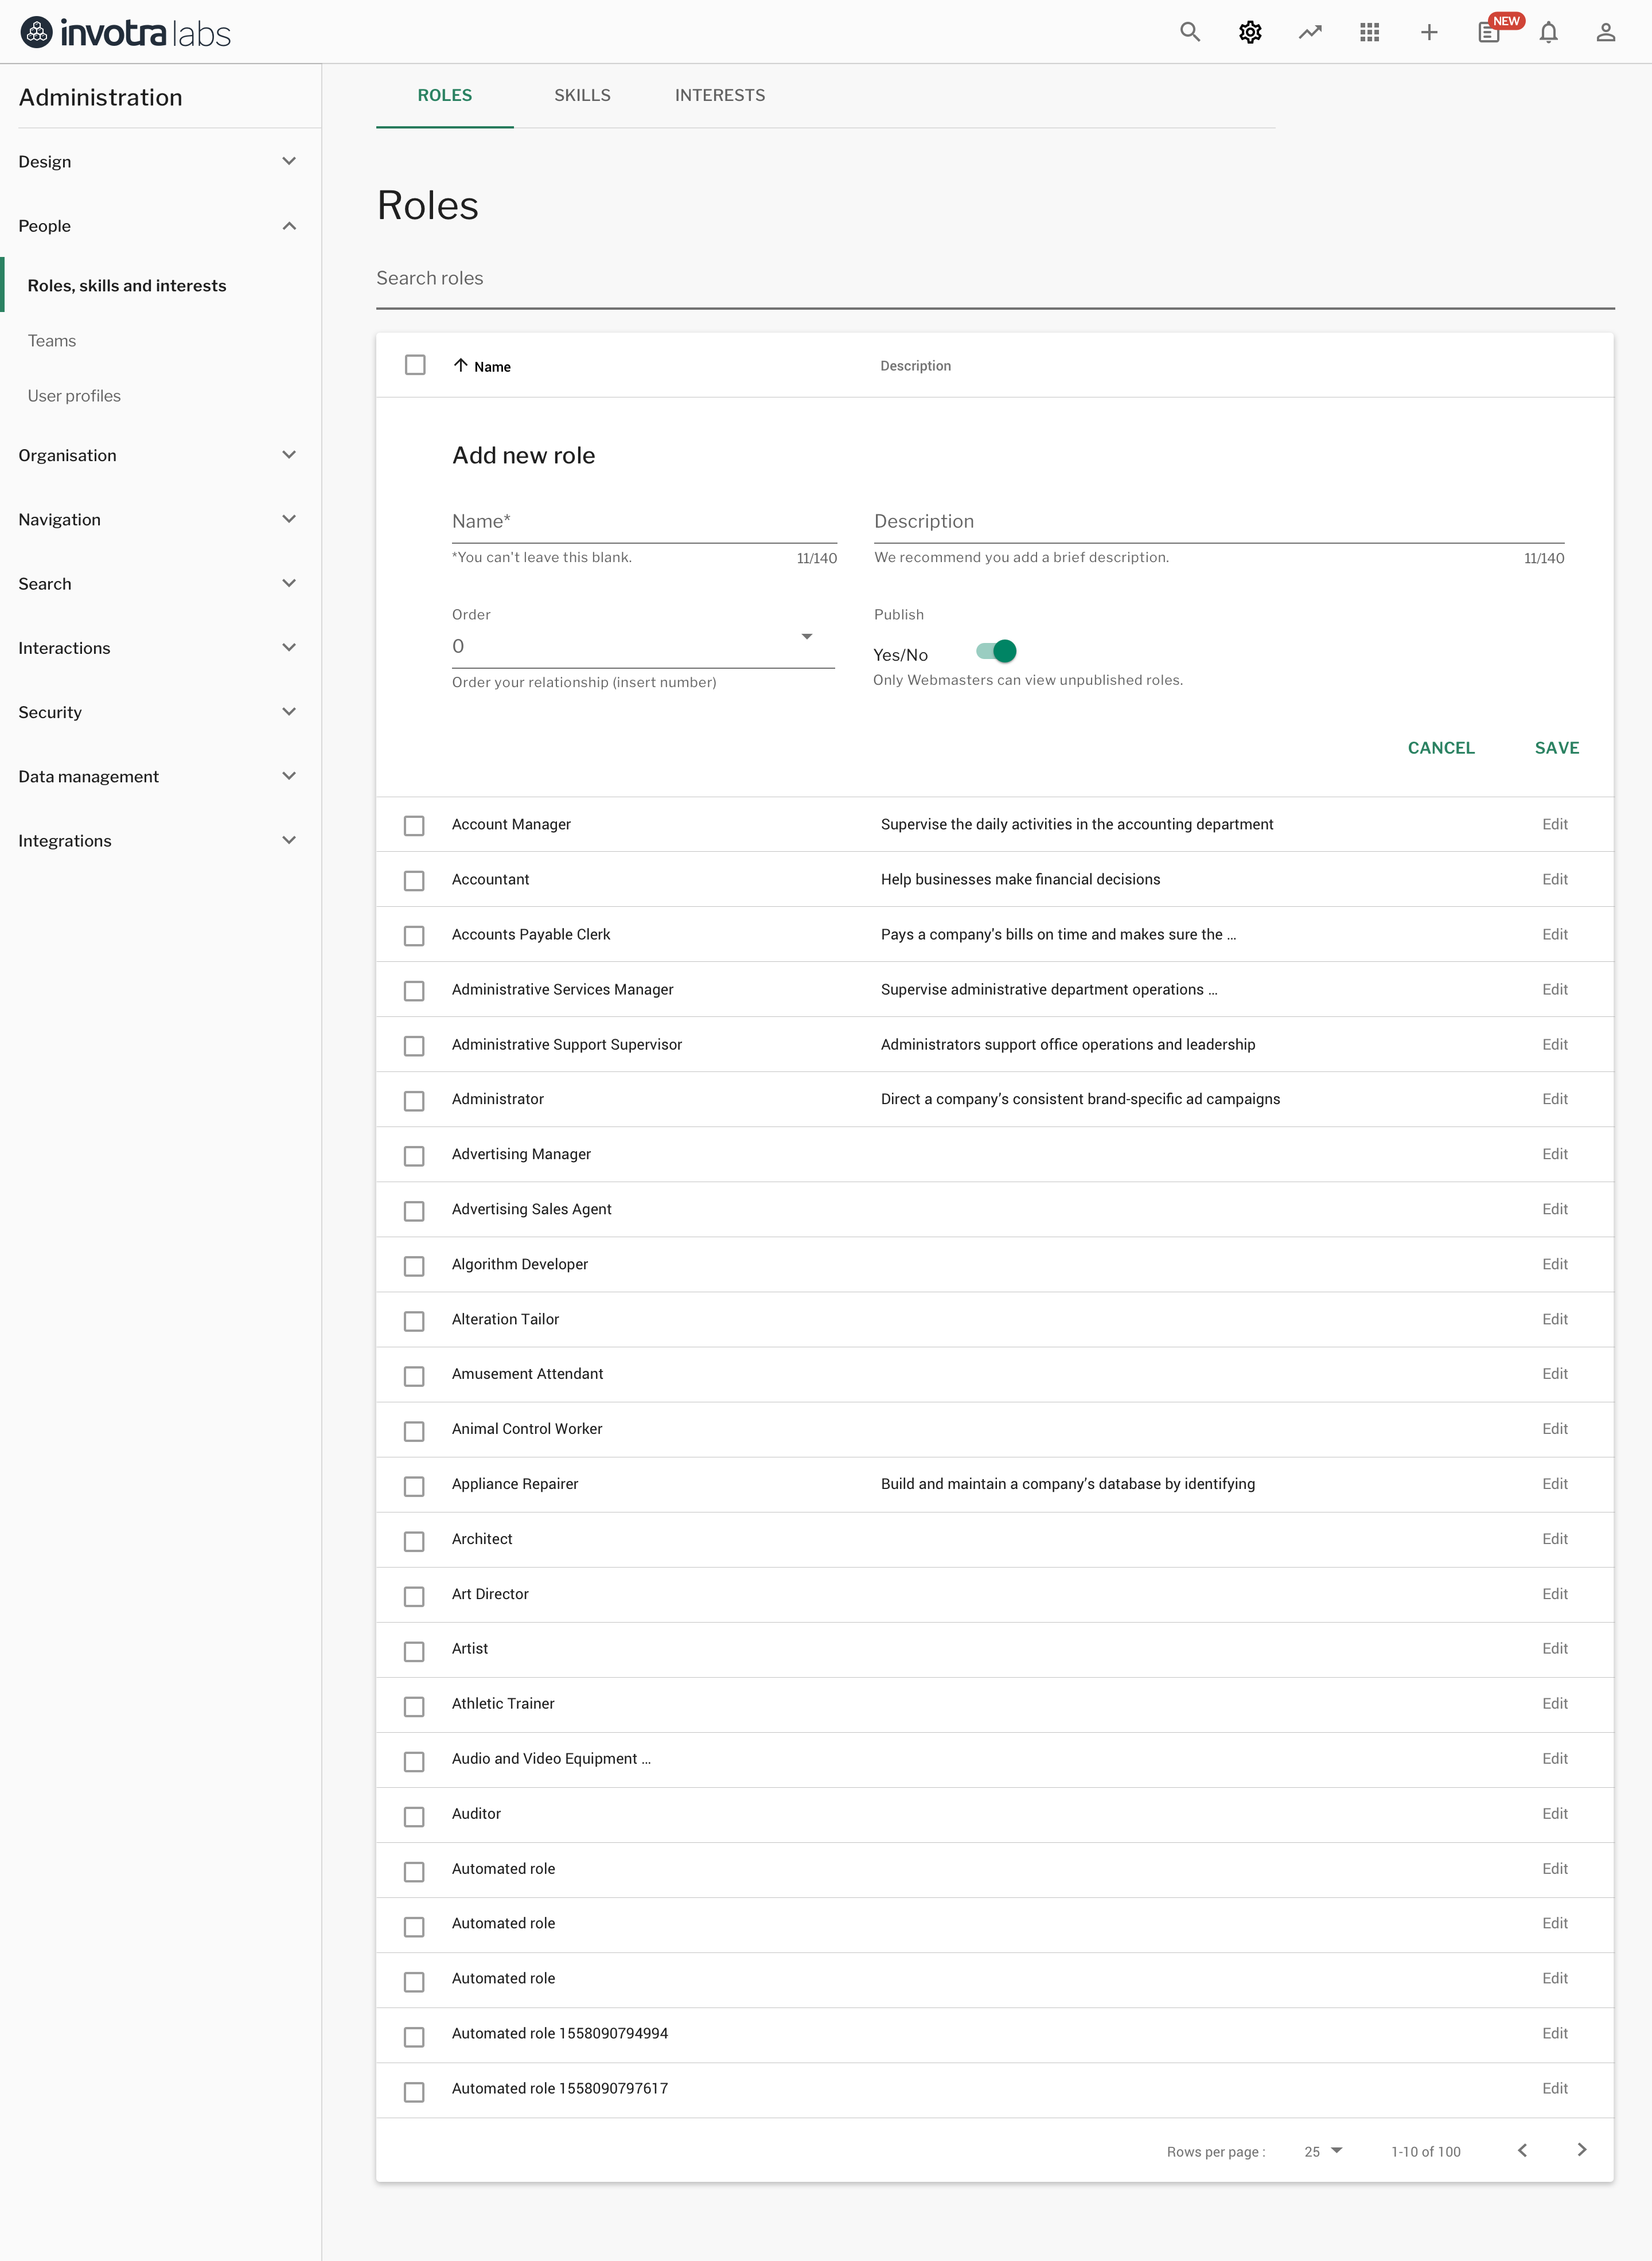 invotra labs
NEW
Administration
Design
People
Roles, skills and interests
Teams
User profiles
Organisation
Navigation
Search
Interactions
Security
Data management
Integrations
ROLES SKILLS INTERESTS
Roles
Search roles
Name Description
Add new role
Name* Description
*You can't leave this blank. 11/140 We recommend you add a brief description. 11/140
Order Publish
0 Yes/No
Order your relationship (insert number) Only Webmasters can view unpublished roles.
CANCEL SAVE
Account Manager Supervise the daily activities in the accounting department Edit
Accountant Help businesses make financial decisions Edit
Accounts Payable Clerk Pays a company's bills on time and makes sure the ... Edit
Administrative Services Manager Supervise administrative department operations ... Edit
Administrative Support Supervisor Administrators support office operations and leadership Edit
Administrator Direct a company's consistent brand-specific ad campaigns Edit
Advertising Manager Edit
Advertising Sales Agent Edit
Algorithm Developer Edit
Alteration Tailor Edit
Amusement Attendant Edit
Animal Control Worker Edit
Appliance Repairer Build and maintain a company's database by identifying Edit
Architect Edit
Art Director Edit
Artist Edit
Athletic Trainer Edit
Audio and Video Equipment ... Edit
Auditor Edit
Automated role Edit
Automated role Edit
Automated role Edit
Automated role 1558090794994 Edit
Automated role 1558090797617 Edit
Rows per page : 25 1-10 of 100